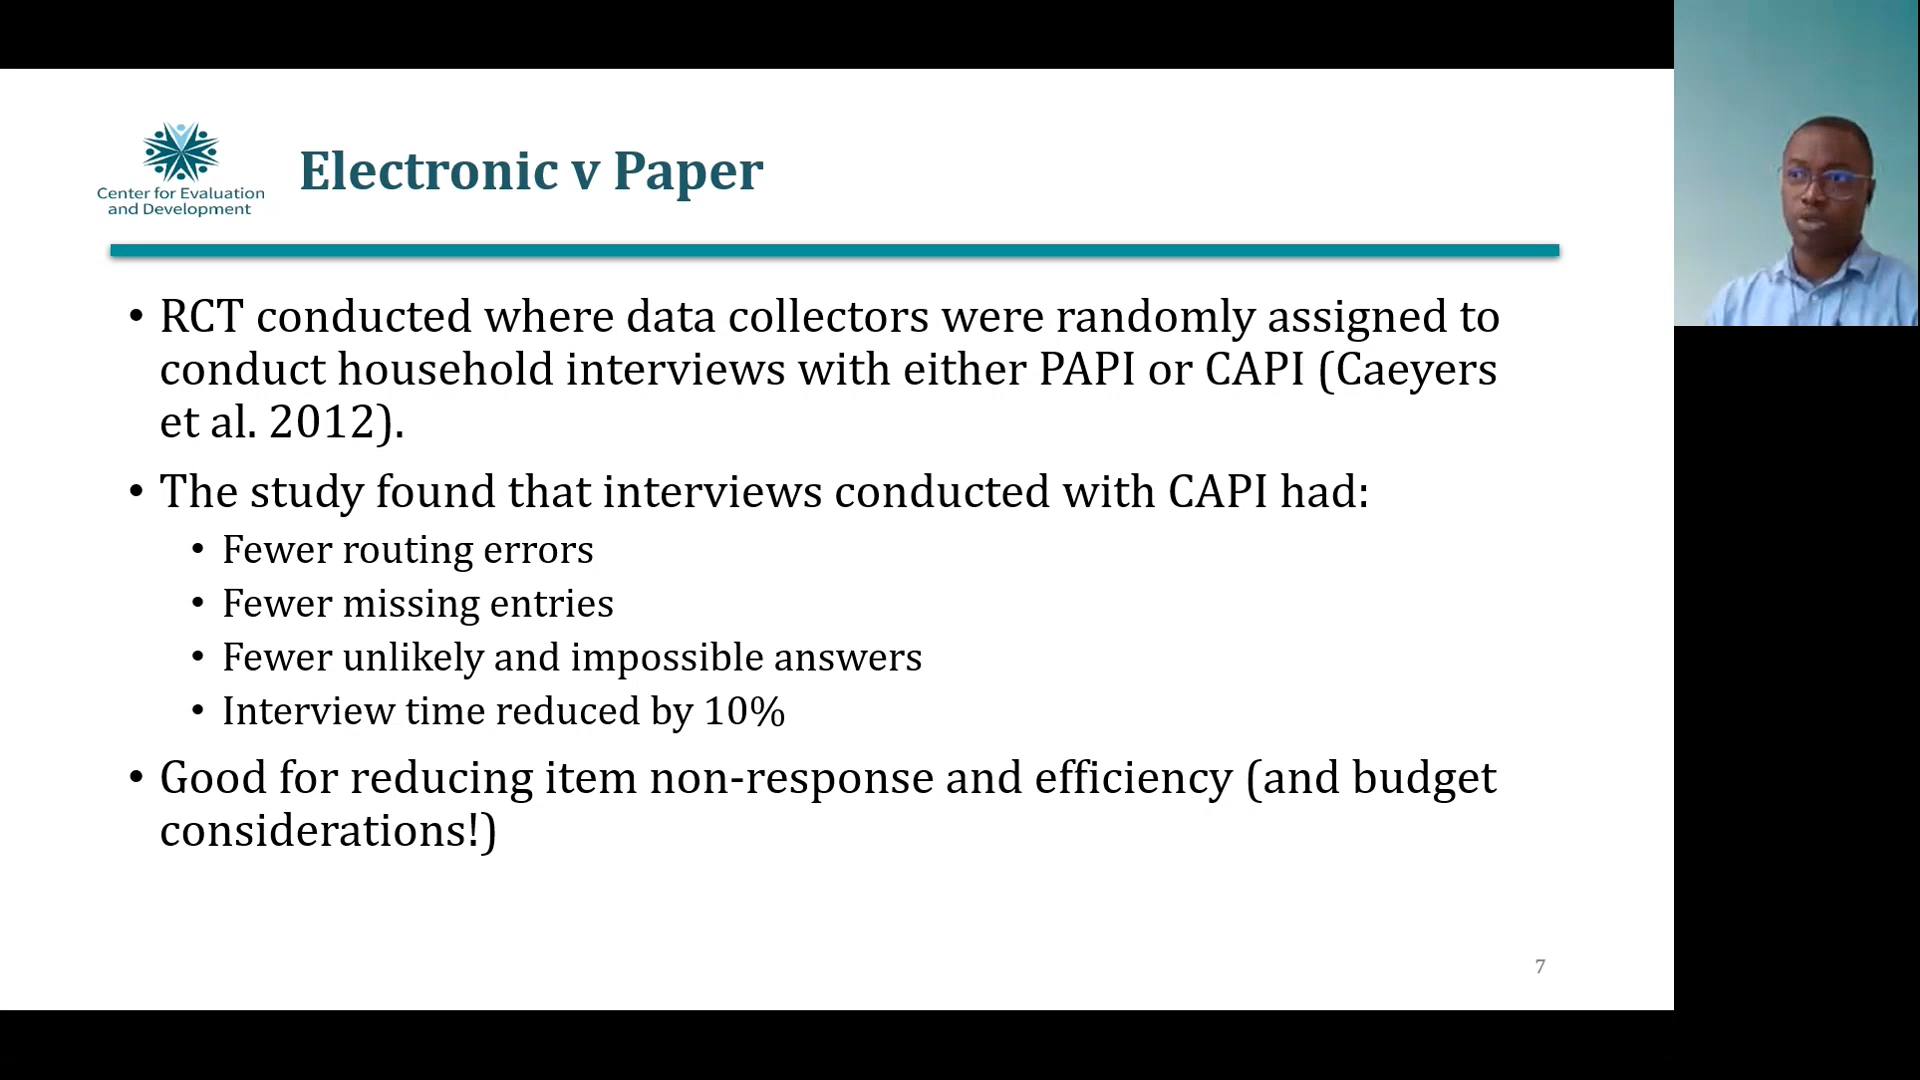 Center for Evaluation
and Development
Electronic v Paper
• RCT conducted where data collectors were randomly assigned to
conduct household interviews with either PAPI or CAPI (Caeyers
et al. 2012).
• The study found that interviews conducted with CAPI had:
• Fewer routing errors
• Fewer missing entries
• Fewer unlikely and impossible answers
• Interview time reduced by 10%
• Good for reducing item non-response and efficiency (and budget
considerations!)
7